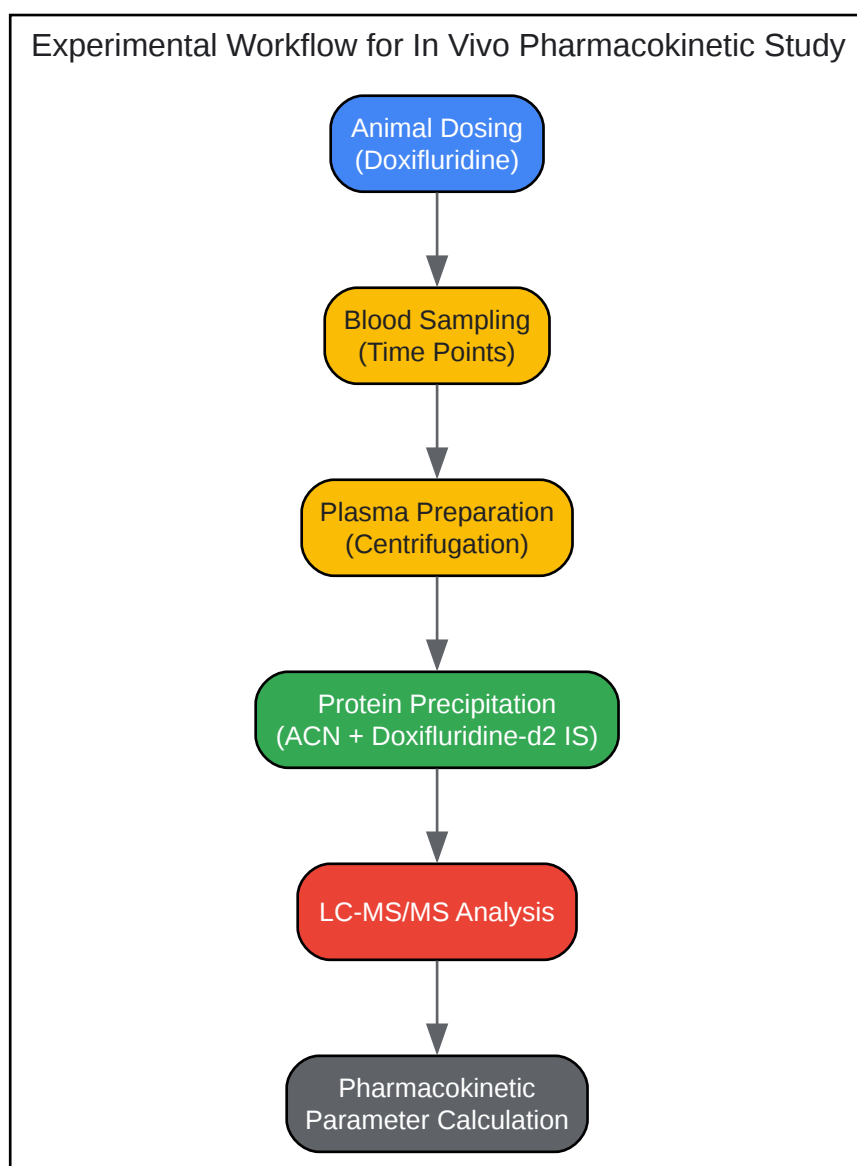 Experimental Workflow for In Vivo Pharmacokinetic Study
Animal Dosing
(Doxifluridine)
Blood Sampling
(Time Points)
Plasma Preparation
(Centrifugation)
Protein Precipitation
(ACN + Doxifluridine-d2 IS)
LC-MS/MS Analysis
Pharmacokinetic
Parameter Calculation